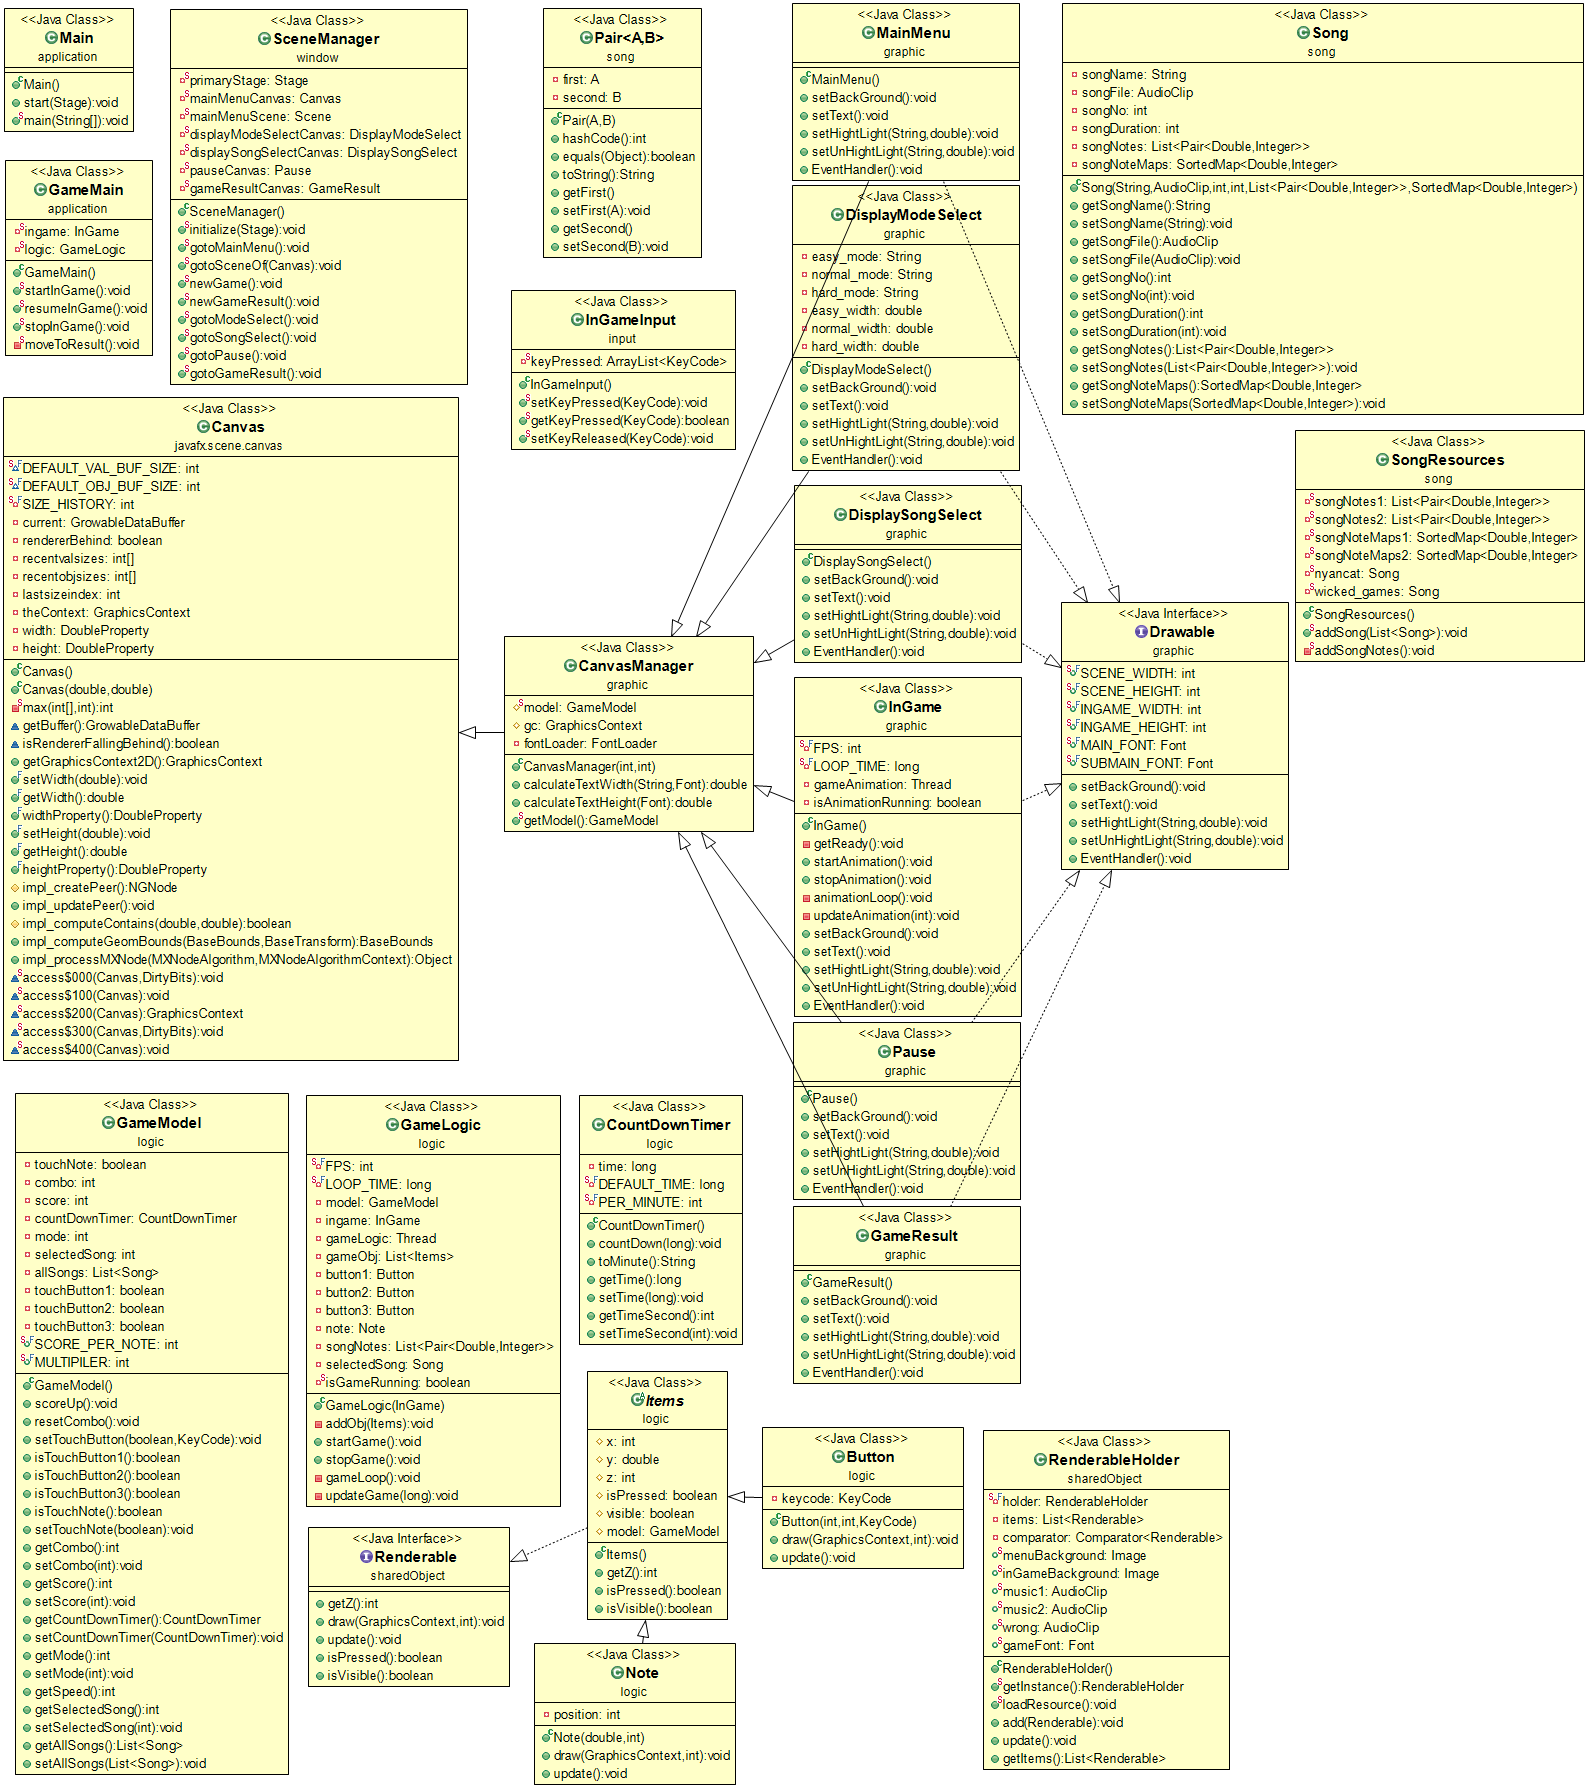 <<Java Class>>
Main
application
Main()
start(Stage):void
main(String[]):void
<<Java Class>>
SceneManager
window
primaryStage: Stage
mainMenuCanvas: Canvas
mainMenuScene: Scene
displayModeSelectCanvas: DisplayModeSelect
displaySongSelectCanvas: DisplaySongSelect
pauseCanvas: Pause
gameResultCanvas: GameResult
SceneManager()
initialize(Stage):void
gotoMainMenu():void
gotoSceneOf(Canvas):void
newGame():void
newGameResult():void
gotoModeSelect():void
gotoSongSelect():void
gotoPause():void
gotoGameResult():void
<<Java Class>>
Pair<A,B>
song
first: A
second: B
Pair(A,B)
hashCode():int
equals(Object):boolean
toString():String
getFirst()
setFirst(A):void
getSecond()
setSecond(B):void
<<Java Class>>
MainMenu
graphic
MainMenu()
setBackGround():void
setText():void
setHightLight(String,double):void
setUnHightLight(String,double):void
EventHandler():void
<<Java Class>>
Song
song
songName: String
songFile: AudioClip
songNo: int
songDuration: int
songNotes: List<Pair<Double,Integer>>
songNoteMaps: SortedMap<Double,Integer>
Song(String,AudioClip,int,int,List<Pair<Double,Integer>>,SortedMap<Double,Integer>)
getSongName():String
setSongName(String):void
getSongFile():AudioClip
setSongFile(AudioClip):void
getSongNo():int
setSongNo(int):void
getSongDuration():int
setSongDuration(int):void
getSongNotes():List<Pair<Double,Integer>>
setSongNotes(List<Pair<Double,Integer>>):void
getSongNoteMaps():SortedMap<Double,Integer>
setSongNoteMaps(SortedMap<Double,Integer>):void
<<Java Class>>
GameMain
application
ingame: InGame
logic: GameLogic
GameMain()
startInGame():void
resumeInGame():void
stopInGame():void
moveToResult():void
<<Java Class>>
DisplayModeSelect
graphic
easy_mode: String
normal_mode: String
hard_mode: String
easy_width: double
normal_width: double
hard_width: double
DisplayModeSelect()
setBackGround():void
setText():void
setHightLight(String,double):void
setUnHightLight(String,double):void
EventHandler():void
<<Java Class>>
InGameInput
input
keyPressed: ArrayList<KeyCode>
InGameInput()
setKeyPressed(KeyCode):void
getKeyPressed(KeyCode):boolean
setKeyReleased(KeyCode):void
<<Java Class>>
Canvas
javafx.scene.canvas
DEFAULT_VAL_BUF_SIZE: int
DEFAULT_OBJ_BUF_SIZE: int
SIZE_HISTORY: int
current: GrowableDataBuffer
rendererBehind: boolean
recentvalsizes: int[]
recentobjsizes: int[]
lastsizeindex: int
theContext: GraphicsContext
width: DoubleProperty
height: DoubleProperty
Canvas()
Canvas(double,double)
max(int[],int):int
getBuffer():GrowableDataBuffer
isRendererFallingBehind():boolean
getGraphicsContext2D():GraphicsContext
setWidth(double):void
getWidth():double
widthProperty():DoubleProperty
setHeight(double):void
getHeight():double
heightProperty():DoubleProperty
impl_createPeer():NGNode
impl_updatePeer():void
impl_computeContains(double,double):boolean
impl_computeGeomBounds(BaseBounds,BaseTransform):BaseBounds
impl_processMXNode(MXNodeAlgorithm,MXNodeAlgorithmContext):Object
access$000(Canvas,DirtyBits):void
access$100(Canvas):void
access$200(Canvas):GraphicsContext
access$300(Canvas,DirtyBits):void
access$400(Canvas):void
<<Java Class>>
SongResources
song
songNotes1: List<Pair<Double,Integer>>
songNotes2: List<Pair<Double,Integer>>
songNoteMaps1: SortedMap<Double,Integer>
songNoteMaps2: SortedMap<Double,Integer>
nyancat: Song
wicked_games: Song
SongResources()
addSong(List<Song>):void
addSongNotes():void
<<Java Class>>
DisplaySongSelect
graphic
DisplaySongSelect()
setBackGround():void
setText():void
setHightLight(String,double):void
setUnHightLight(String,double):void
EventHandler():void
<<Java Interface>>
Drawable
graphic
SCENE_WIDTH: int
SCENE_HEIGHT: int
INGAME_WIDTH: int
INGAME_HEIGHT: int
MAIN_FONT: Font
SUBMAIN_FONT: Font
setBackGround():void
setText():void
setHightLight(String,double):void
setUnHightLight(String,double):void
EventHandler():void
<<Java Class>>
CanvasManager
graphic
model: GameModel
gc: GraphicsContext
fontLoader: FontLoader
CanvasManager(int,int)
calculateTextWidth(String,Font):double
calculateTextHeight(Font):double
getModel():GameModel
<<Java Class>>
InGame
graphic
FPS: int
LOOP_TIME: long
gameAnimation: Thread
isAnimationRunning: boolean
InGame()
getReady():void
startAnimation():void
stopAnimation():void
animationLoop():void
updateAnimation(int):void
setBackGround():void
setText():void
setHightLight(String,double):void
setUnHightLight(String,double):void
EventHandler():void
<<Java Class>>
Pause
graphic
Pause()
setBackGround():void
setText():void
setHightLight(String,double):void
setUnHightLight(String,double):void
EventHandler():void
<<Java Class>>
GameModel
logic
touchNote: boolean
combo: int
score: int
countDownTimer: CountDownTimer
mode: int
selectedSong: int
allSongs: List<Song>
touchButton1: boolean
touchButton2: boolean
touchButton3: boolean
SCORE_PER_NOTE: int
MULTIPILER: int
GameModel()
scoreUp():void
resetCombo():void
setTouchButton(boolean,KeyCode):void
isTouchButton1():boolean
isTouchButton2():boolean
isTouchButton3():boolean
isTouchNote():boolean
setTouchNote(boolean):void
getCombo():int
setCombo(int):void
getScore():int
setScore(int):void
getCountDownTimer():CountDownTimer
setCountDownTimer(CountDownTimer):void
getMode():int
setMode(int):void
getSpeed():int
getSelectedSong():int
setSelectedSong(int):void
getAllSongs():List<Song>
setAllSongs(List<Song>):void
<<Java Class>>
GameLogic
logic
FPS: int
LOOP_TIME: long
model: GameModel
ingame: InGame
gameLogic: Thread
gameObj: List<Items>
button1: Button
button2: Button
button3: Button
note: Note
songNotes: List<Pair<Double,Integer>>
selectedSong: Song
isGameRunning: boolean
GameLogic(InGame)
addObj(Items):void
startGame():void
stopGame():void
gameLoop():void
updateGame(long):void
<<Java Class>>
CountDownTimer
logic
time: long
DEFAULT_TIME: long
PER_MINUTE: int
CountDownTimer()
countDown(long):void
toMinute():String
getTime():long
setTime(long):void
getTimeSecond():int
setTimeSecond(int):void
<<Java Class>>
GameResult
graphic
GameResult()
setBackGround():void
setText():void
setHightLight(String,double):void
setUnHightLight(String,double):void
EventHandler():void
<<Java Class>>
Items
logic
x: int
y: double
z: int
isPressed: boolean
visible: boolean
model: GameModel
Items()
getZ():int
isPressed():boolean
isVisible():boolean
<<Java Class>>
Button
logic
keycode: KeyCode
Button(int,int,KeyCode)
draw(GraphicsContext,int):void
update():void
<<Java Class>>
RenderableHolder
sharedObject
holder: RenderableHolder
items: List<Renderable>
comparator: Comparator<Renderable>
menuBackground: Image
inGameBackground: Image
music1: AudioClip
music2: AudioClip
wrong: AudioClip
gameFont: Font
RenderableHolder()
getInstance():RenderableHolder
loadResource():void
add(Renderable):void
update():void
getItems():List<Renderable>
<<Java Interface>>
Renderable
sharedObject
getZ():int
draw(GraphicsContext,int):void
update():void
isPressed():boolean
isVisible():boolean
<<Java Class>>
Note
logic
position: int
Note(double,int)
draw(GraphicsContext,int):void
update():void